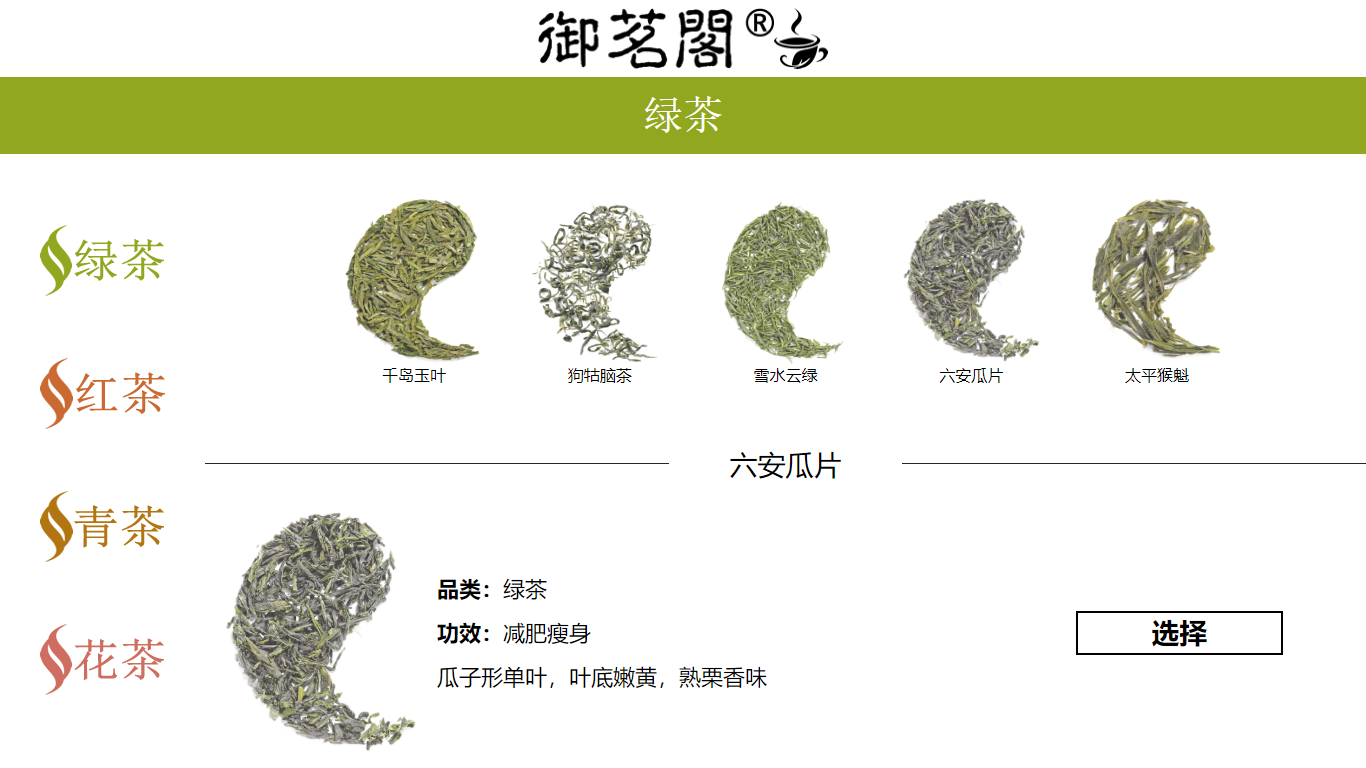 御茗閣®
绿茶
绿茶
红茶
青茶
花茶
千岛玉叶
狗牯脑茶
雪水云绿
六安瓜片
太平猴魁
六安瓜片
品类：绿茶
功效：减肥瘦身
瓜子形单叶，叶底嫩黄，熟栗香味
选择